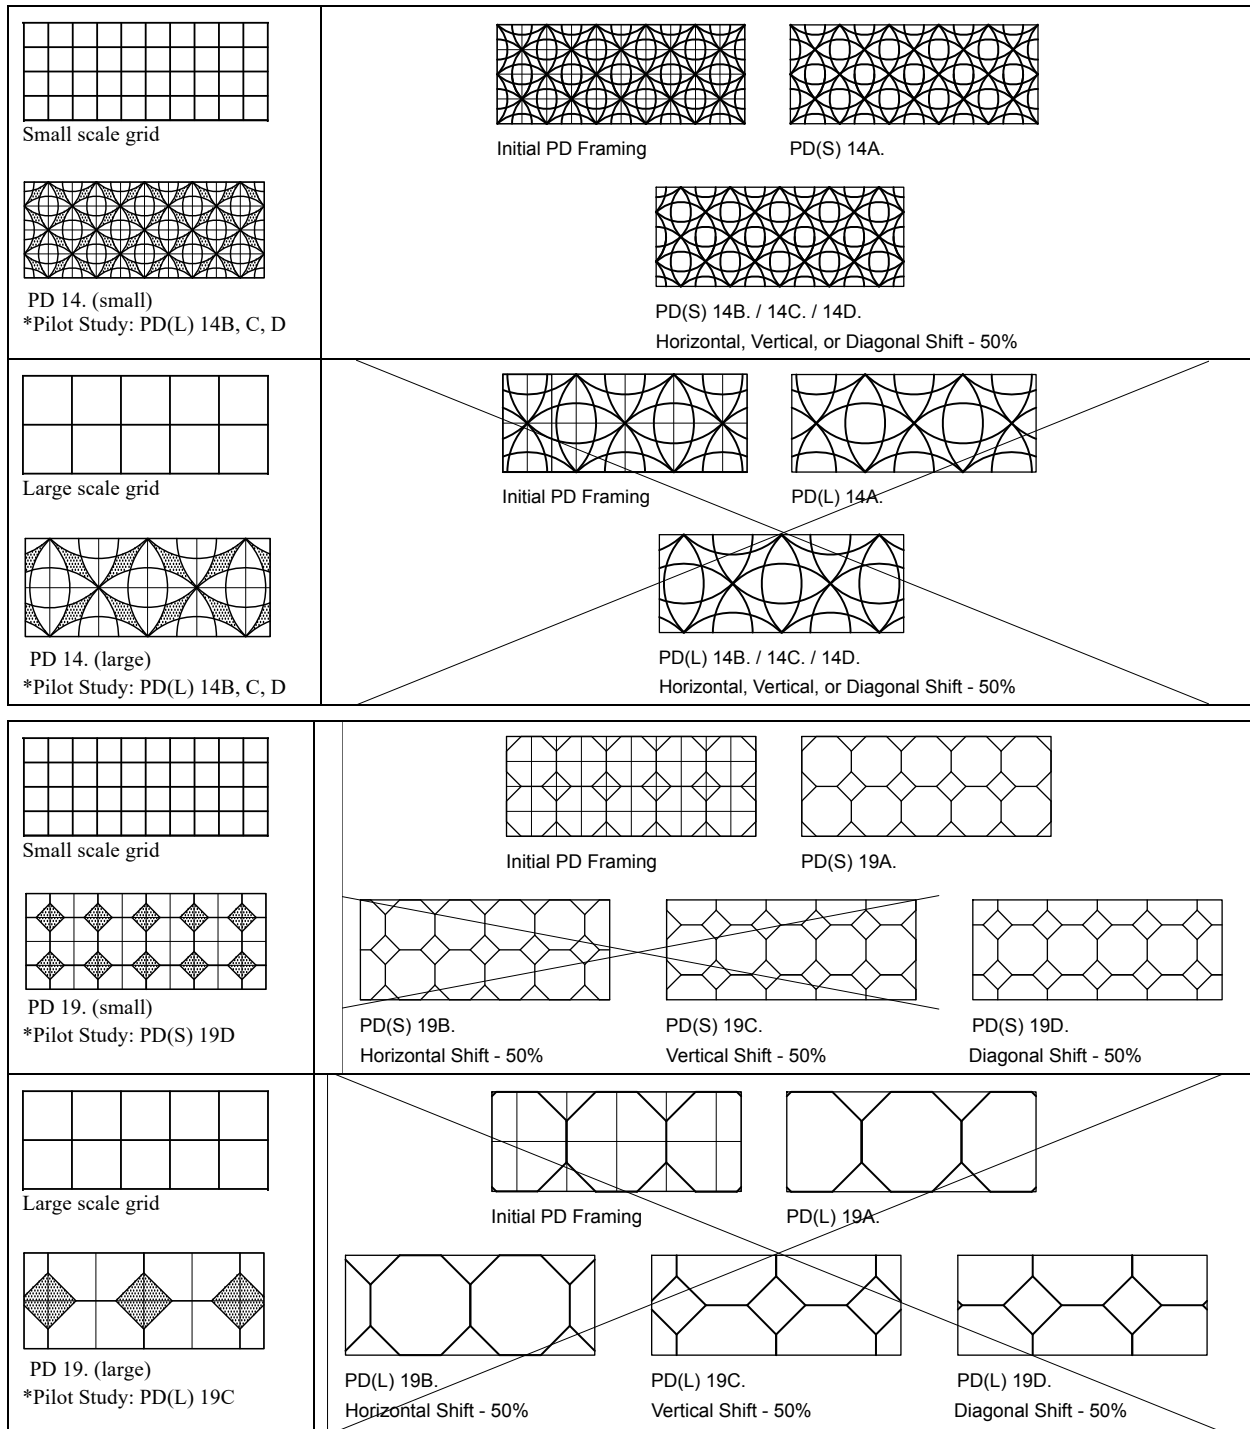 Small scale grid
Initial PD Framing
PD(S) 14A.
PD 14. (small)
*Pilot Study: PD(L) 14B, C, D
PD(S) 14B. / 14C. / 14D.
Horizontal, Vertical, or Diagonal Shift - 50%
Large scale grid
Initial PD Framing
PD(L) 14A.
PD 14. (large)
*Pilot Study: PD(L) 14B, C, D
PD(L) 14B. / 14C. / 14D.
Horizontal, Vertical, or Diagonal Shift - 50%
Small scale grid
Initial PD Framing
PD(S) 19A.
PD 19. (small)
*Pilot Study: PD(S) 19D
PD(S) 19B.
Horizontal Shift - 50%
PD(S) 19C.
Vertical Shift - 50%
PD(S) 19D.
Diagonal Shift - 50%
Large scale grid
Initial PD Framing
PD(L) 19A.
PD 19. (large)
*Pilot Study: PD(L) 19C
PD(L) 19B.
Horizontal Shift - 50%
PD(L) 19C.
Vertical Shift - 50%
PD(L) 19D.
Diagonal Shift - 50%